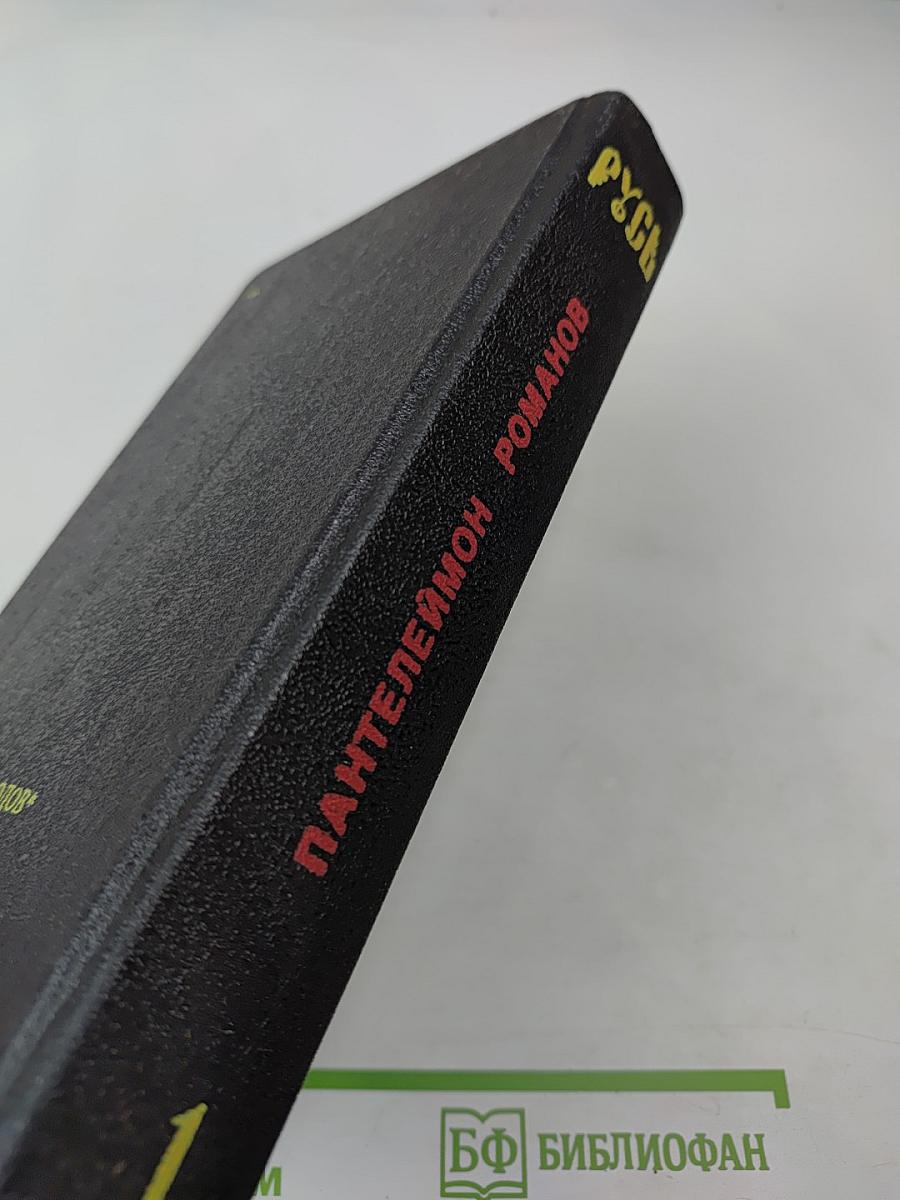 РУСЬ
ПАНТЕЛЕЙМОН РОМАНОВ
1
БФ БИБЛИОФАН